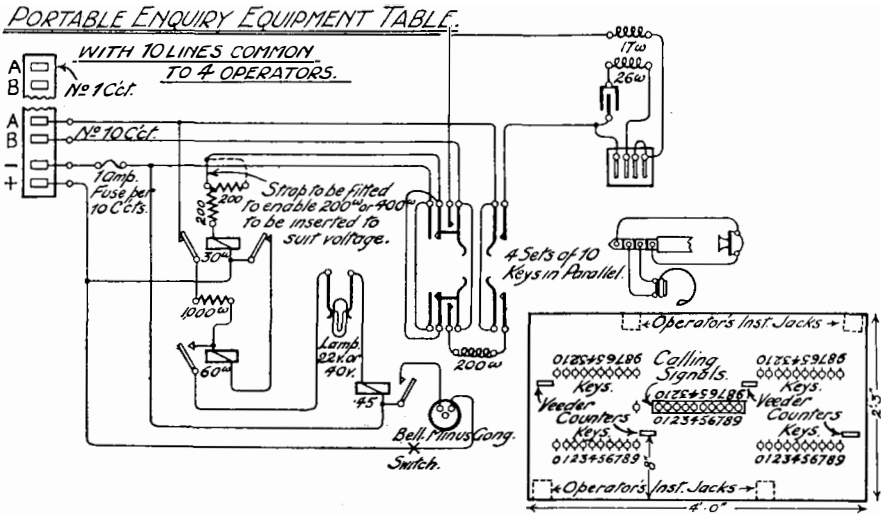 PORTABLE ENQUIRY EQUIPMENT TABLE.
WITH 10 LINES COMMON
TO 4 OPERATORS.
A
B
No 1 Cct.
A
B
No 10 Cct.
-
+
1 amp.
Fuse per
10 Ccts.
200
200
Strap to be fitted
to enable 200ω or 400ω
to be inserted to
suit voltage.
30ω
1,000ω
60ω
Lamp.
22v. or
40v.
45
Bell. Minus Gong.
Switch.
200ω
17ω
26ω
4 Sets of 10
Keys in Parallel.
Operator's Inst. Jacks
0123456789
Keys.
Calling
Signals.
0123456789
0123456789
0123456789
Keys.
Veeder
Counters
Keys.
Veeder
Counters
Keys.
0123456789
0123456789
8"
Operator's Inst. Jacks
4'-0"
2'-3"